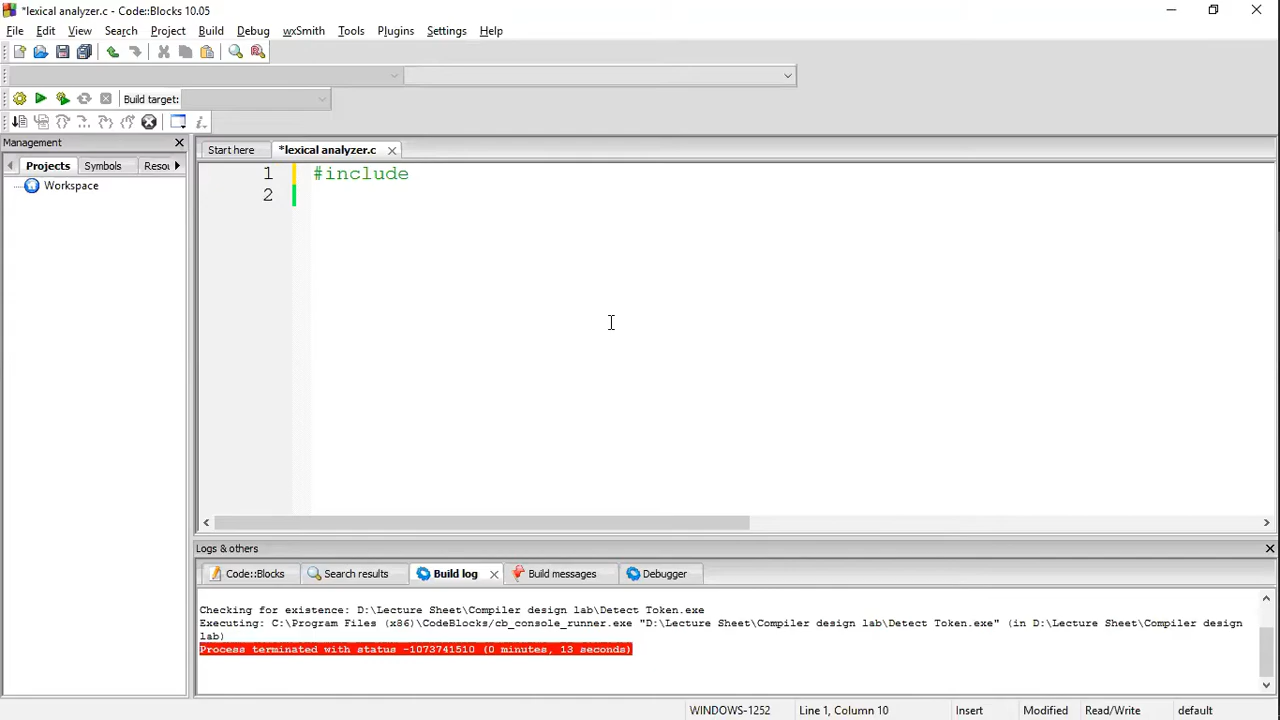 *lexical analyzer.c - Code::Blocks 10.05
File Edit View Search Project Build Debug wxSmith Tools Plugins Settings Help
Build target:
Management
Projects Symbols Resou
Workspace
Start here *lexical analyzer.c
1 #include
2
Logs & others
Code::Blocks Search results Build log Build messages Debugger
Checking for existence: D:\Lecture Sheet\Compiler design lab\Detect Token.exe
Executing: C:\Program Files (x86)\CodeBlocks/cb_console_runner.exe "D:\Lecture Sheet\Compiler design lab\Detect Token.exe" (in D:\Lecture Sheet\Compiler design
lab)
Process terminated with status -1073741510 (0 minutes, 13 seconds)
WINDOWS-1252 Line 1, Column 10 Insert Modified Read/Write default